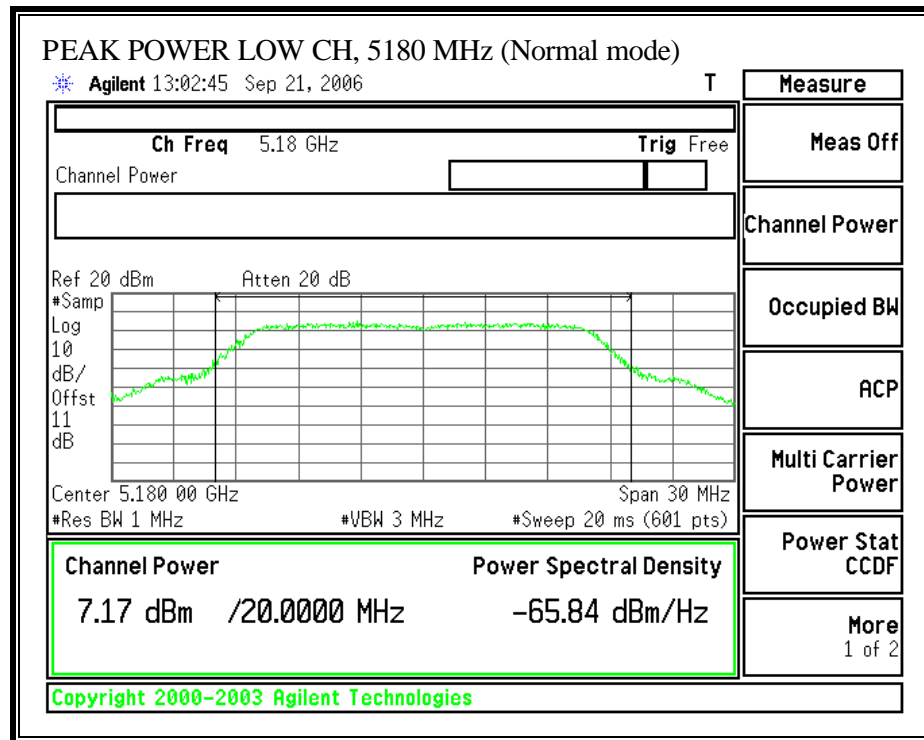 PEAK POWER LOW CH, 5180 MHz (Normal mode)
Agilent 13:02:45 Sep 21, 2006 T
Measure
Ch Freq 5.18 GHz Trig Free
Meas Off
Channel Power
Channel Power
Ref 20 dBm Atten 20 dB
#Samp
Log
10
dB/
Offst
11
dB
Occupied BW
ACP
Center 5.180 00 GHz Span 30 MHz
#Res BW 1 MHz #VBW 3 MHz #Sweep 20 ms (601 pts)
Multi Carrier
Power
Channel Power Power Spectral Density
7.17 dBm /20.0000 MHz -65.84 dBm/Hz
Power Stat
CCDF
More
1 of 2
Copyright 2000-2003 Agilent Technologies